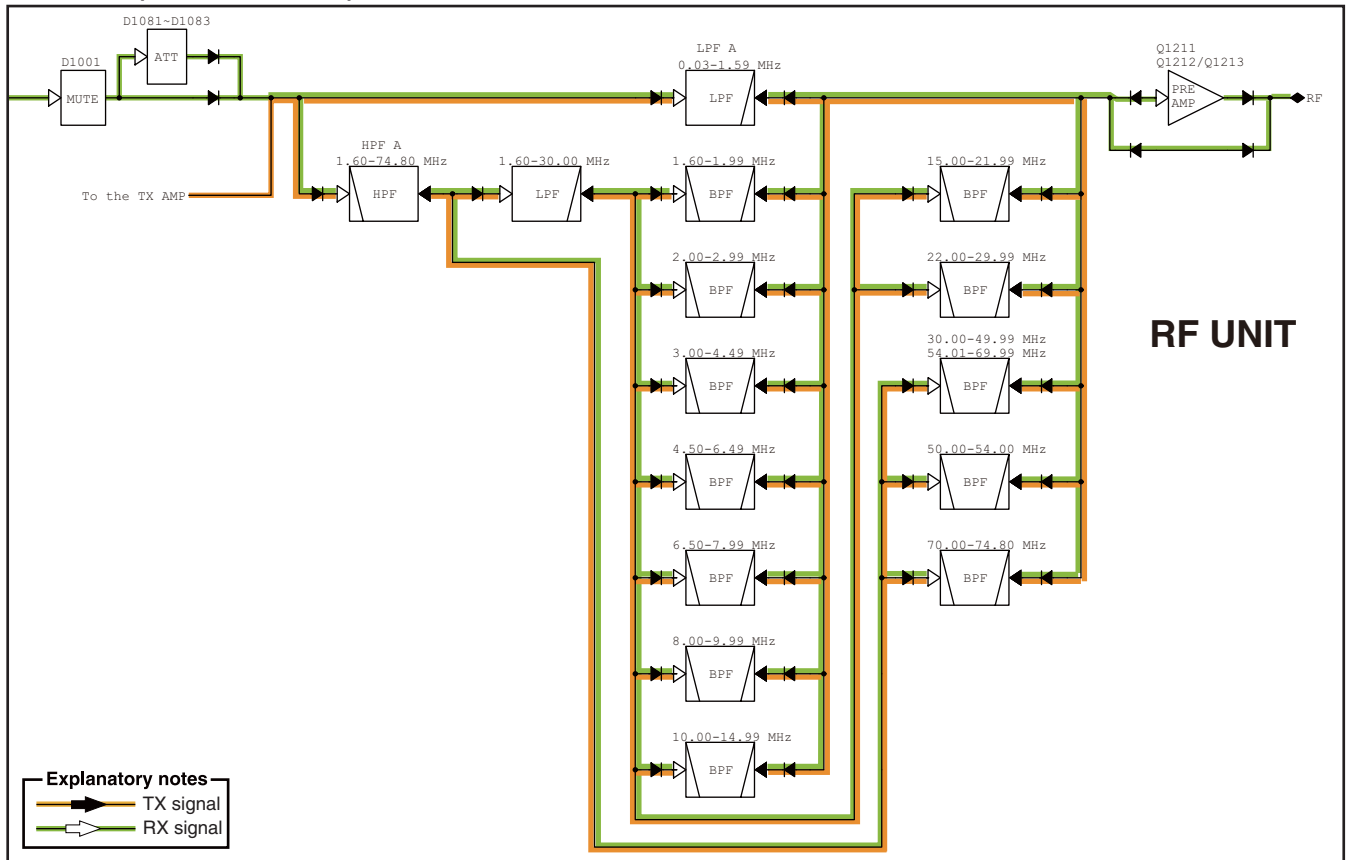 D1081~D1083
D1001
ATT
MUTE
LPF A
0.03-1.59 MHz
LPF
Q1211
Q1212/Q1213
PRE
AMP
RF
To the TX AMP
HPF A
1.60-74.80 MHz
HPF
1.60-30.00 MHz
LPF
1.60-1.99 MHz
BPF
15.00-21.99 MHz
BPF
2.00-2.99 MHz
BPF
22.00-29.99 MHz
BPF
RF UNIT
3.00-4.49 MHz
BPF
30.00-49.99 MHz
54.01-69.99 MHz
BPF
4.50-6.49 MHz
BPF
50.00-54.00 MHz
BPF
6.50-7.99 MHz
BPF
70.00-74.80 MHz
BPF
8.00-9.99 MHz
BPF
10.00-14.99 MHz
BPF
Explanatory notes
TX signal
RX signal